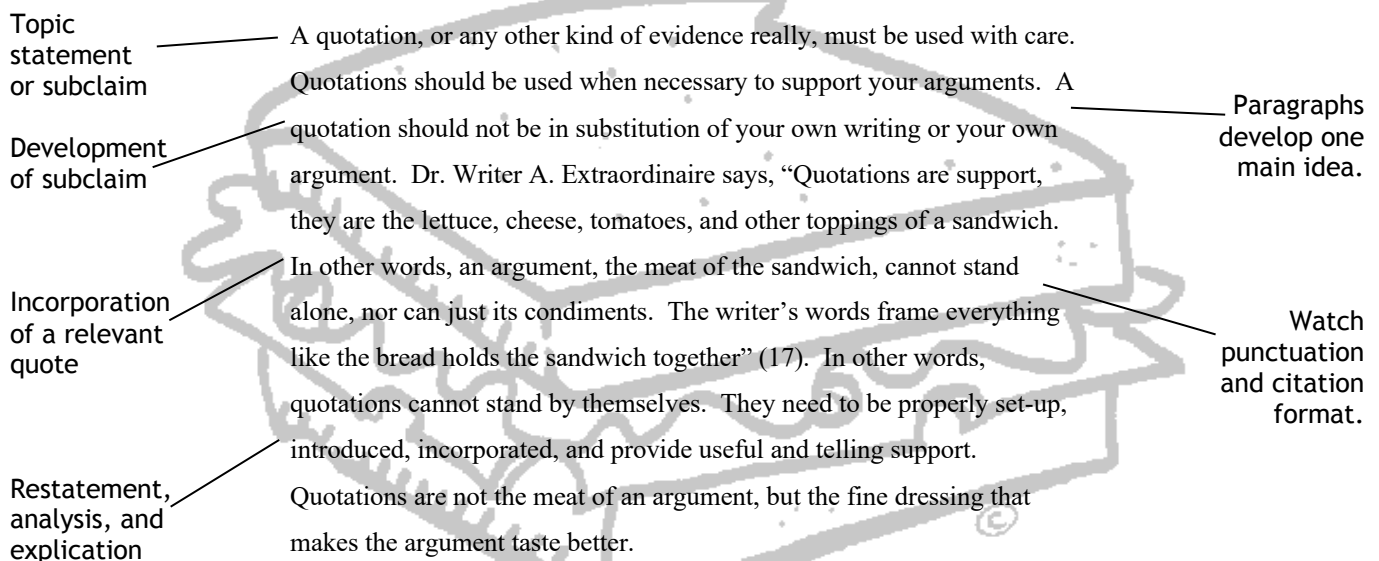 Topic
statement
or subclaim
Development
of subclaim
Incorporation
of a relevant
quote
Restatement,
analysis, and
explication
A quotation, or any other kind of evidence really, must be used with care.
Quotations should be used when necessary to support your arguments.  A
quotation should not be in substitution of your own writing or your own
argument.  Dr. Writer A. Extraordinaire says, “Quotations are support,
they are the lettuce, cheese, tomatoes, and other toppings of a sandwich.
In other words, an argument, the meat of the sandwich, cannot stand
alone, nor can just its condiments.  The writer’s words frame everything
like the bread holds the sandwich together” (17).  In other words,
quotations cannot stand by themselves.  They need to be properly set-up,
introduced, incorporated, and provide useful and telling support.
Quotations are not the meat of an argument, but the fine dressing that
makes the argument taste better.
Paragraphs
develop one
main idea.
Watch
punctuation
and citation
format.
©